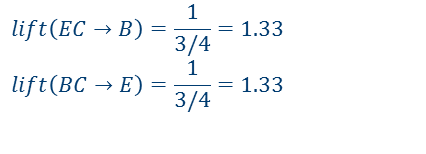 lift(EC → B) = 1 / 3/4 = 1.33
lift(BC → E) = 1 / 3/4 = 1.33